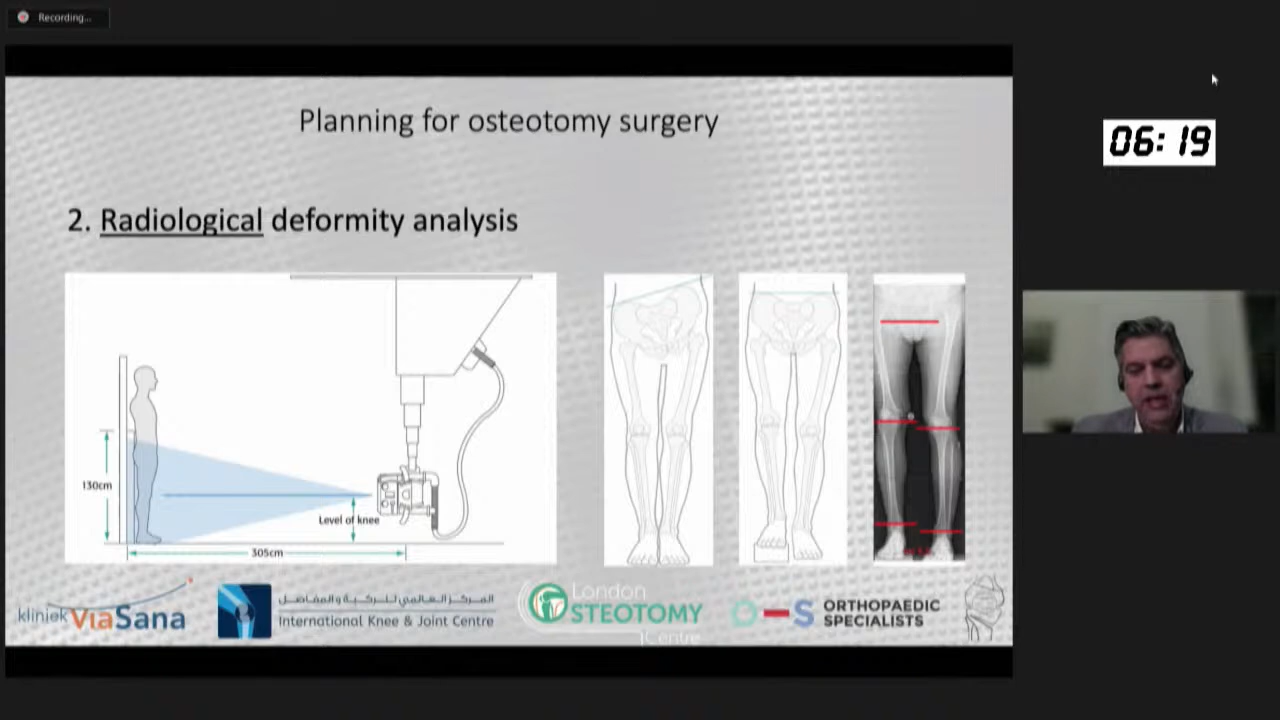 Recording...
Planning for osteotomy surgery
06:19
2. Radiological deformity analysis
130cm
Level of knee
305cm
kliniek ViaSana
المركز العالمي للركبة والمفاصل
International Knee & Joint Centre
London
OSTEOTOMY
Centre
O-S ORTHOPAEDIC
SPECIALISTS